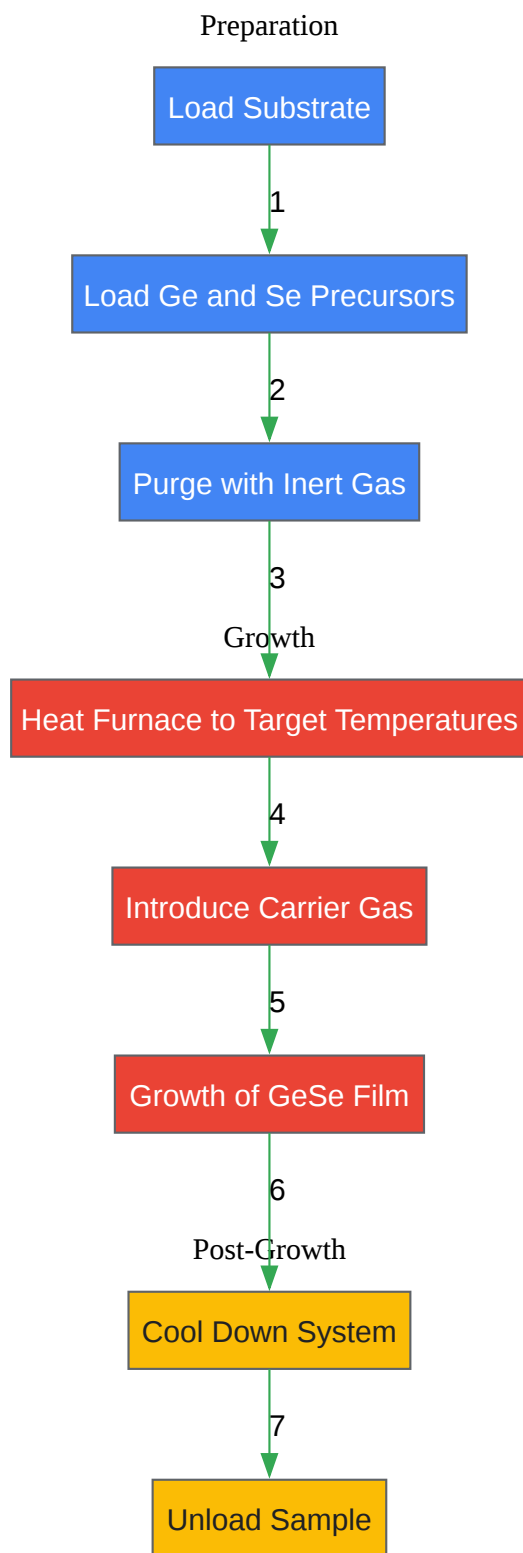 Preparation
Load Substrate
1
Load Ge and Se Precursors
2
Purge with Inert Gas
3
Growth
Heat Furnace to Target Temperatures
4
Introduce Carrier Gas
5
Growth of GeSe Film
6
Post-Growth
Cool Down System
7
Unload Sample